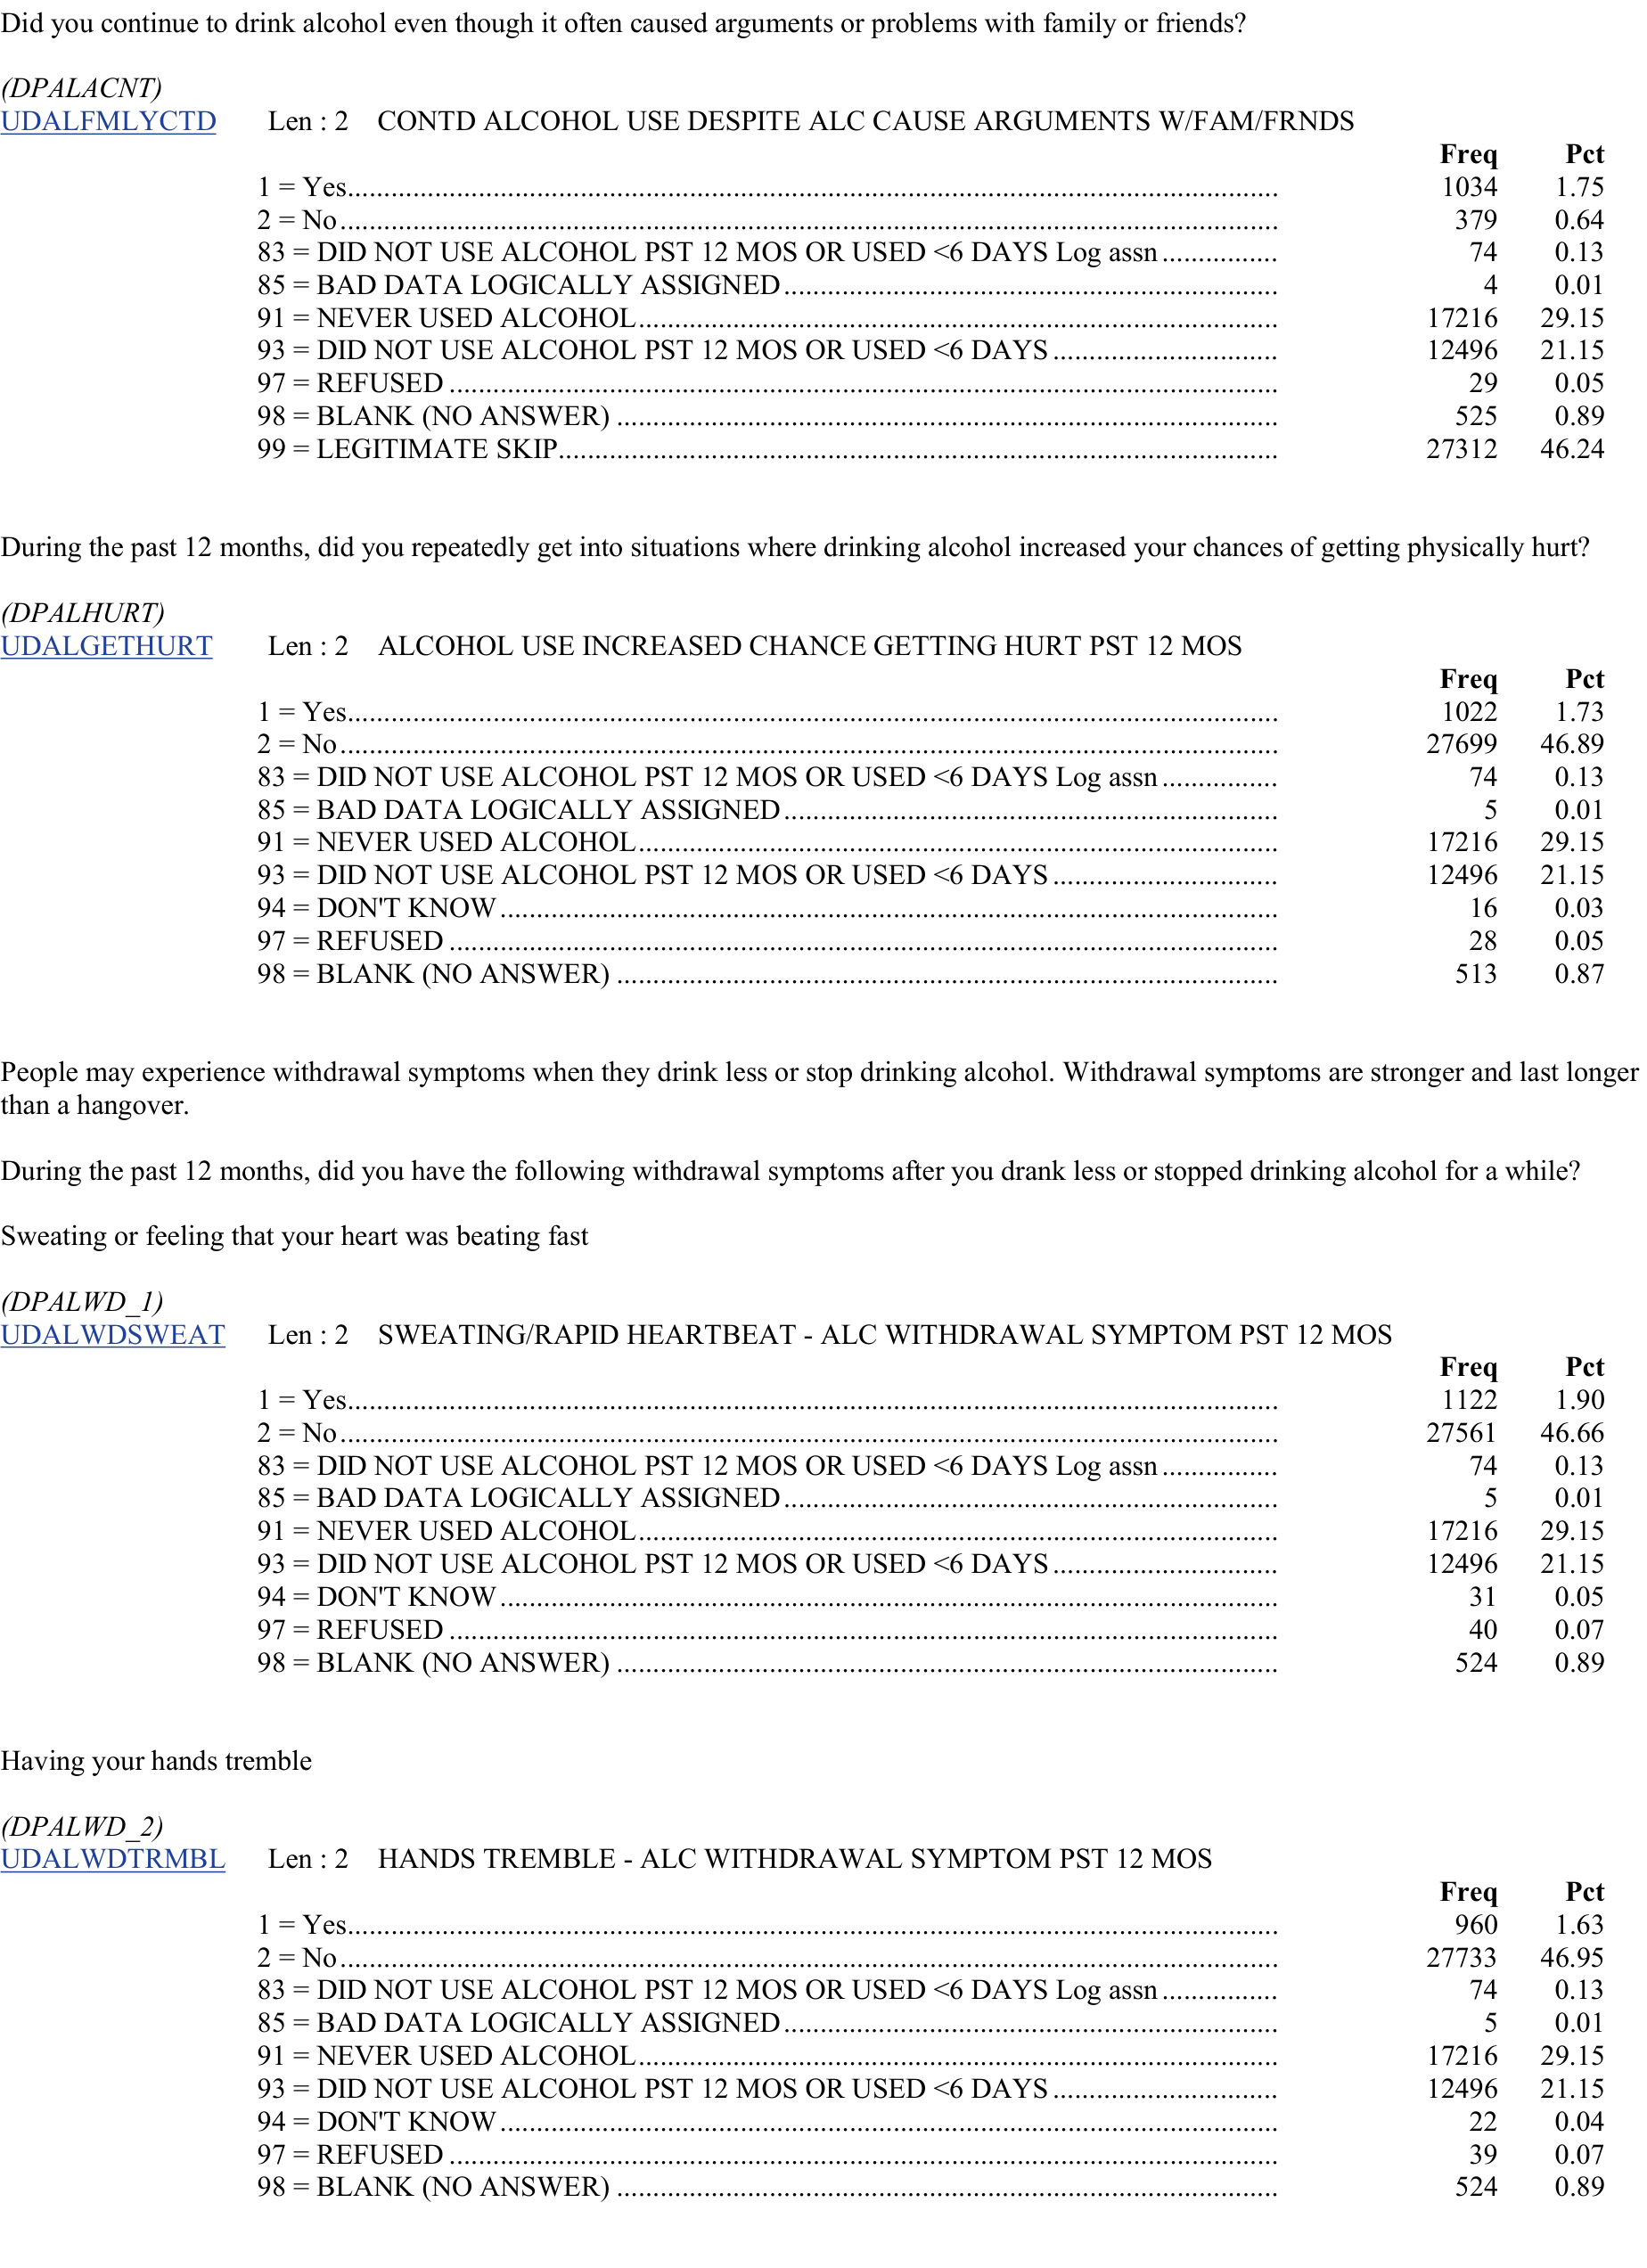 Did you continue to drink alcohol even though it often caused arguments or problems with family or friends?
(DPALACNT)
UDALFMLYCTD Len : 2 CONTD ALCOHOL USE DESPITE ALC CAUSE ARGUMENTS W/FAM/FRNDS
Freq Pct
1 = Yes.......... 1034 1.75
2 = No.......... 379 0.64
83 = DID NOT USE ALCOHOL PST 12 MOS OR USED <6 DAYS Log assn.......... 74 0.13
85 = BAD DATA LOGICALLY ASSIGNED.......... 4 0.01
91 = NEVER USED ALCOHOL.......... 17216 29.15
93 = DID NOT USE ALCOHOL PST 12 MOS OR USED <6 DAYS.......... 12496 21.15
97 = REFUSED.......... 29 0.05
98 = BLANK (NO ANSWER).......... 525 0.89
99 = LEGITIMATE SKIP.......... 27312 46.24
During the past 12 months, did you repeatedly get into situations where drinking alcohol increased your chances of getting physically hurt?
(DPALHURT)
UDALGETHURT Len : 2 ALCOHOL USE INCREASED CHANCE GETTING HURT PST 12 MOS
Freq Pct
1 = Yes.......... 1022 1.73
2 = No.......... 27699 46.89
83 = DID NOT USE ALCOHOL PST 12 MOS OR USED <6 DAYS Log assn.......... 74 0.13
85 = BAD DATA LOGICALLY ASSIGNED.......... 5 0.01
91 = NEVER USED ALCOHOL.......... 17216 29.15
93 = DID NOT USE ALCOHOL PST 12 MOS OR USED <6 DAYS.......... 12496 21.15
94 = DON'T KNOW.......... 16 0.03
97 = REFUSED.......... 28 0.05
98 = BLANK (NO ANSWER).......... 513 0.87
People may experience withdrawal symptoms when they drink less or stop drinking alcohol. Withdrawal symptoms are stronger and last longer
than a hangover.
During the past 12 months, did you have the following withdrawal symptoms after you drank less or stopped drinking alcohol for a while?
Sweating or feeling that your heart was beating fast
(DPALWD_1)
UDALWDSWEAT Len : 2 SWEATING/RAPID HEARTBEAT - ALC WITHDRAWAL SYMPTOM PST 12 MOS
Freq Pct
1 = Yes.......... 1122 1.90
2 = No.......... 27561 46.66
83 = DID NOT USE ALCOHOL PST 12 MOS OR USED <6 DAYS Log assn.......... 74 0.13
85 = BAD DATA LOGICALLY ASSIGNED.......... 5 0.01
91 = NEVER USED ALCOHOL.......... 17216 29.15
93 = DID NOT USE ALCOHOL PST 12 MOS OR USED <6 DAYS.......... 12496 21.15
94 = DON'T KNOW.......... 31 0.05
97 = REFUSED.......... 40 0.07
98 = BLANK (NO ANSWER).......... 524 0.89
Having your hands tremble
(DPALWD_2)
UDALWDTRMBL Len : 2 HANDS TREMBLE - ALC WITHDRAWAL SYMPTOM PST 12 MOS
Freq Pct
1 = Yes.......... 960 1.63
2 = No.......... 27733 46.95
83 = DID NOT USE ALCOHOL PST 12 MOS OR USED <6 DAYS Log assn.......... 74 0.13
85 = BAD DATA LOGICALLY ASSIGNED.......... 5 0.01
91 = NEVER USED ALCOHOL.......... 17216 29.15
93 = DID NOT USE ALCOHOL PST 12 MOS OR USED <6 DAYS.......... 12496 21.15
94 = DON'T KNOW.......... 22 0.04
97 = REFUSED.......... 39 0.07
98 = BLANK (NO ANSWER).......... 524 0.89